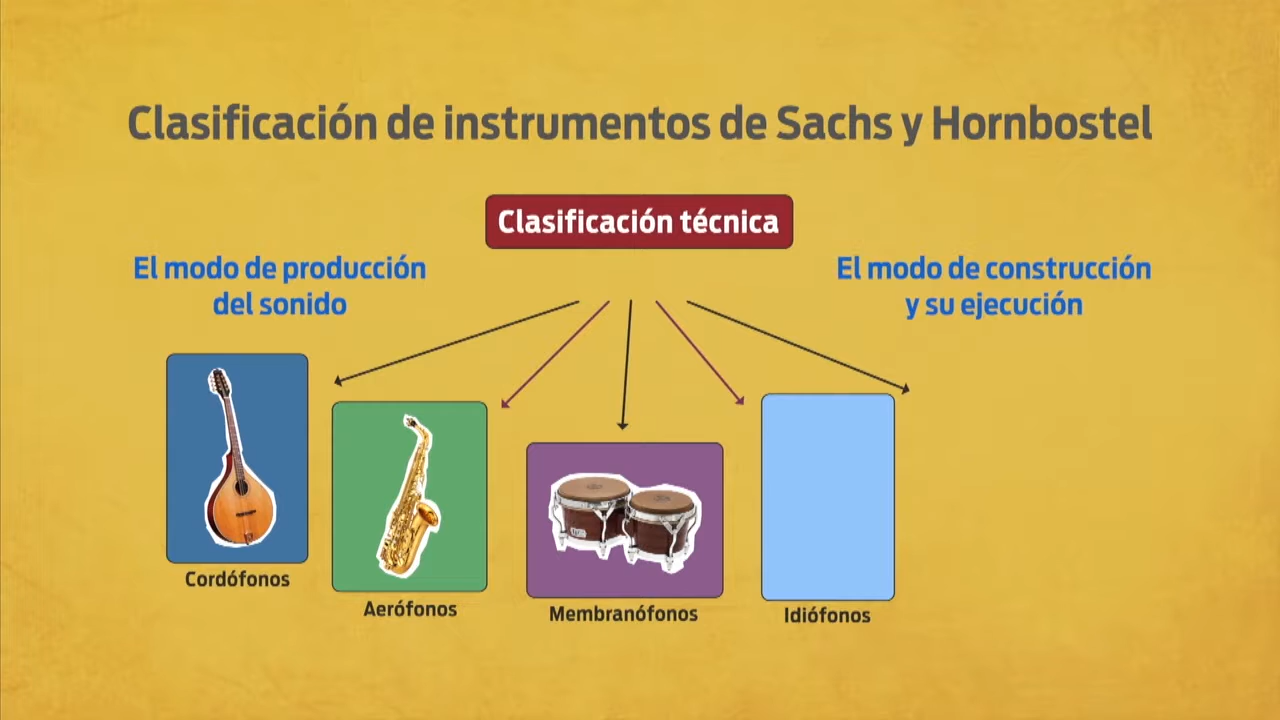 Clasificación de instrumentos de Sachs y Hornbostel
Clasificación técnica
El modo de producción
del sonido
El modo de construcción
y su ejecución
Cordófonos
Aerófonos
Membranófonos
Idiófonos